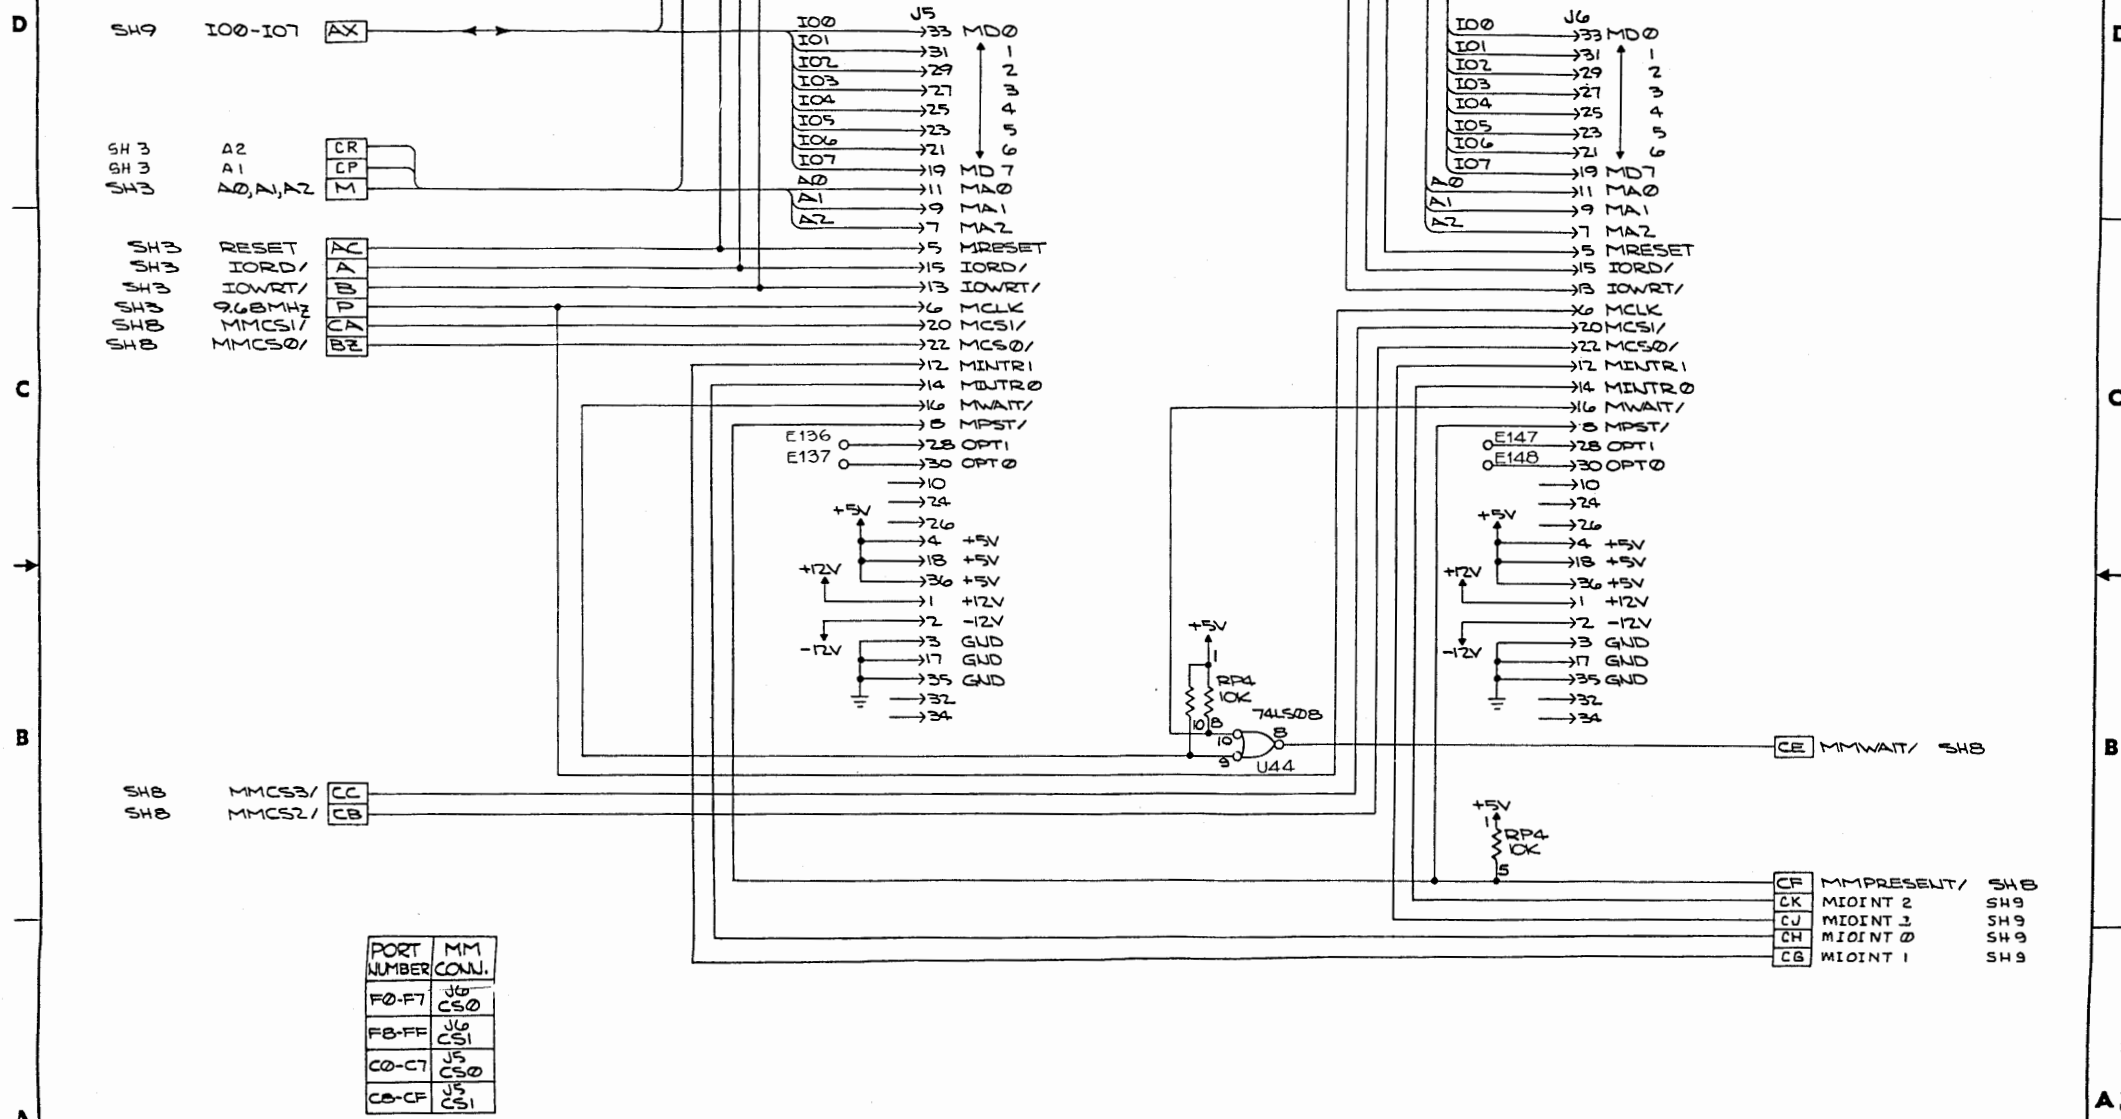 D
SH9 IO0-IO7 AX
SH3 A2 CR
SH3 A1 CP
SH3 A0,A1,A2 M
SH3 RESET AC
SH3 IORD/ A
SH3 IOWRT/ B
SH3 9.68MHz P
SH8 MMCS1/ CA
SH8 MMCS0/ BZ
C
J5
IO0 33 MD0
IO1 31 1
IO2 29 2
IO3 27 3
IO4 25 4
IO5 23 5
IO6 21 6
IO7 19 MD7
A0 11 MA0
A1 9 MA1
A2 7 MA2
5 MRESET
15 IORD/
13 IOWRT/
6 MCLK
20 MCS1/
22 MCS0/
12 MINTR1
14 MINTR0
16 MWAIT/
8 MPST/
E136 28 OPT1
E137 30 OPT0
10
24
26
+5V
4 +5V
18 +5V
36 +5V
+12V
1 +12V
2 -12V
-12V
3 GND
17 GND
35 GND
32
34
J6
IO0 33 MD0
IO1 31 1
IO2 29 2
IO3 27 3
IO4 25 4
IO5 23 5
IO6 21 6
IO7 19 MD7
A0 11 MA0
A1 9 MA1
A2 7 MA2
5 MRESET
15 IORD/
13 IOWRT/
6 MCLK
20 MCS1/
22 MCS0/
12 MINTR1
14 MINTR0
16 MWAIT/
8 MPST/
E147 28 OPT1
E148 30 OPT0
10
24
26
+5V
4 +5V
18 +5V
36 +5V
+12V
1 +12V
2 -12V
-12V
3 GND
17 GND
35 GND
32
34
D
C
+5V
1
RP4
10K
10 8
74LS08
10 8
9 U44
B
CE MMWAIT/ SH8
B
SH8 MMCS3/ CC
SH8 MMCS2/ CB
+5V
1
RP4
10K
5
CF MMPRESENT/ SH8
CK MIOINT 2 SH9
CJ MIOINT 3 SH9
CH MIOINT 0 SH9
CG MIOINT 1 SH9
PORT NUMBER MM CONN.
F0-F7 J6 CS0
F8-FF J6 CS1
C0-C7 J5 CS0
C8-CF J5 CS1
A
A